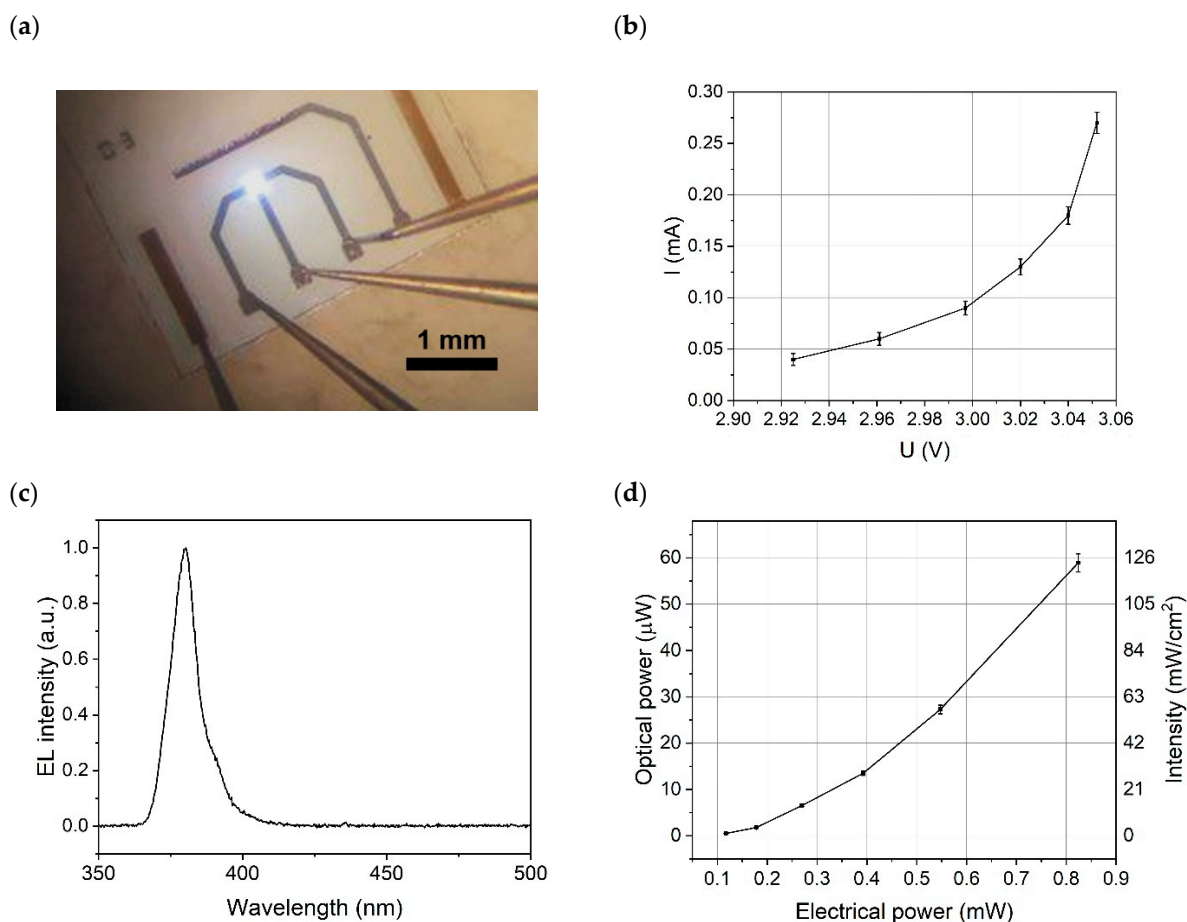 (a)
1 mm
(b)
I (mA)
0.30
0.25
0.20
0.15
0.10
0.05
0.00
2.90 2.92 2.94 2.96 2.98 3.00 3.02 3.04 3.06
U (V)
(c)
EL intensity (a.u.)
1.0
0.8
0.6
0.4
0.2
0.0
350 400 450 500
Wavelength (nm)
(d)
Optical power (μW)
60
50
40
30
20
10
0
126
105
84
63
42
21
0
Intensity (mW/cm²)
0.1 0.2 0.3 0.4 0.5 0.6 0.7 0.8 0.9
Electrical power (mW)